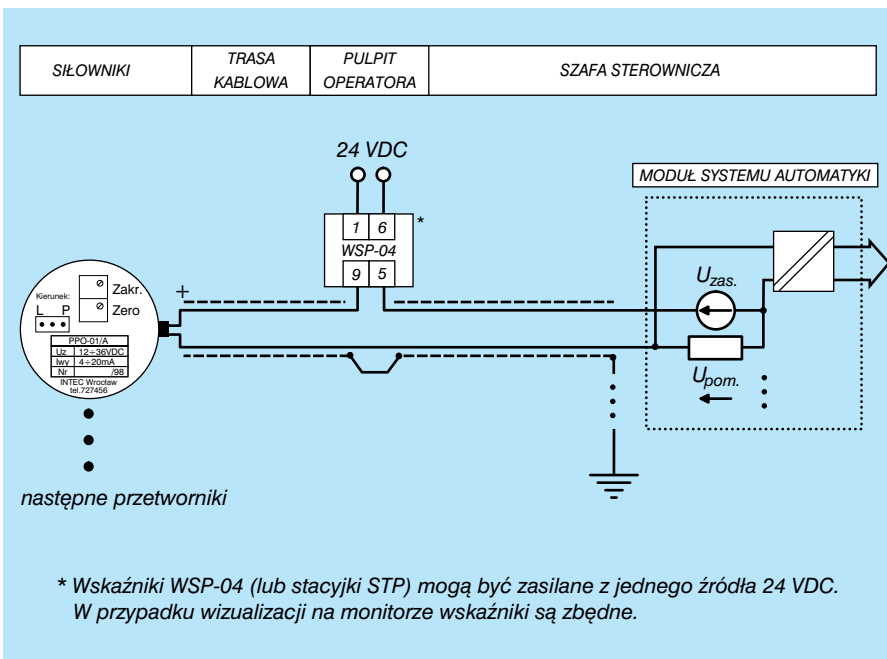 SIŁOWNIKI
TRASA
KABLOWA
PULPIT
OPERATORA
SZAFA STEROWNICZA
24 VDC
MODUŁ SYSTEMU AUTOMATYKI
1 6 *
WSP-04
9 5
Uzas.
Upom.
+
Kierunek:
L P
Zakr.
Zero
PPO-01/A
Uz 12÷36VDC
Iwy 4÷20mA
Nr /98
INTEC Wrocław
tel.727456
następne przetworniki
* Wskaźniki WSP-04 (lub stacyjki STP) mogą być zasilane z jednego źródła 24 VDC.
W przypadku wizualizacji na monitorze wskaźniki są zbędne.